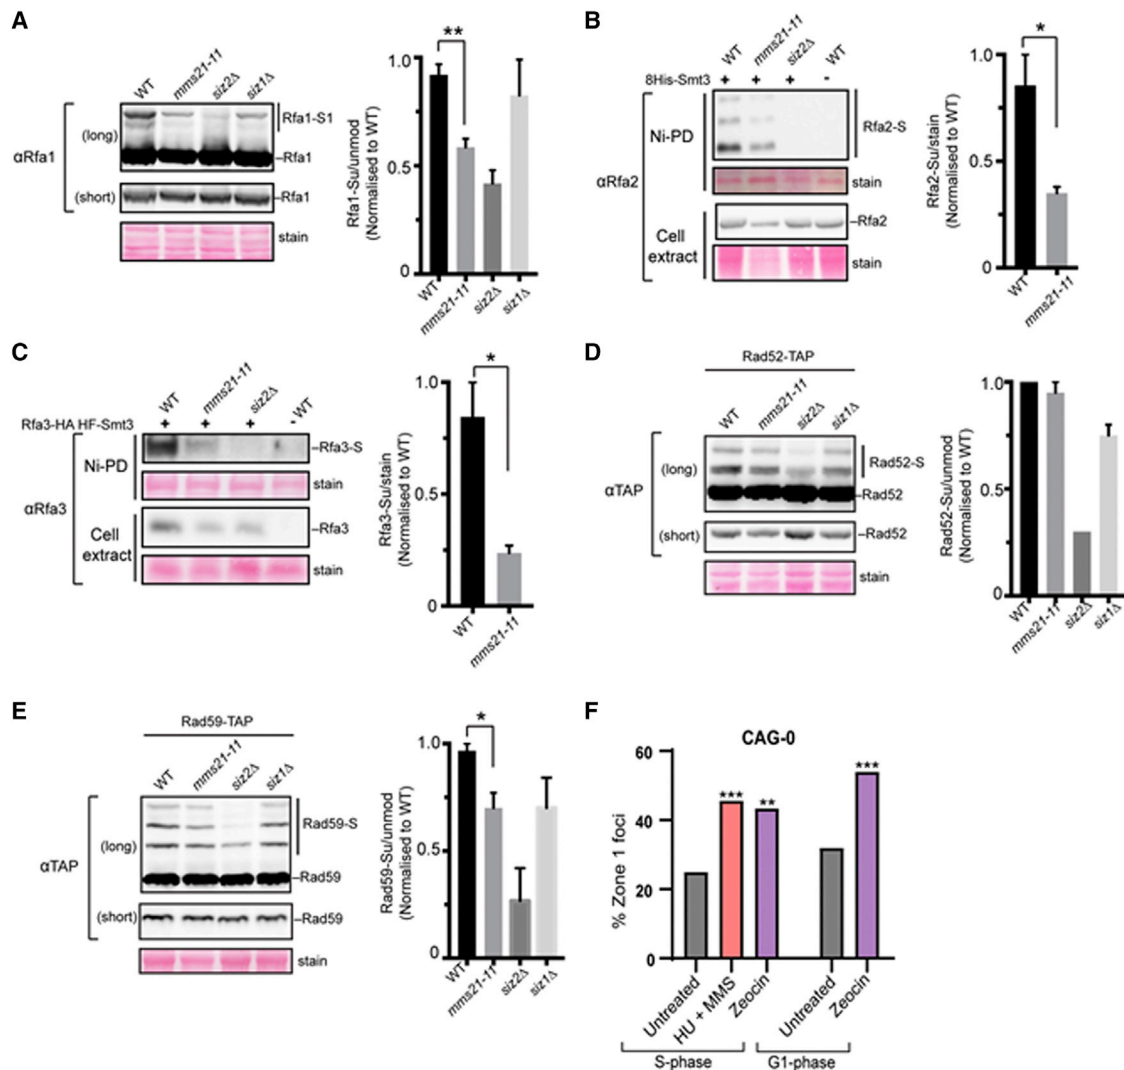 A
WT
mms21-11
siz2Δ
siz1Δ
αRfa1
(long)
Rfa1-S1
–Rfa1
(short)
–Rfa1
stain
Rfa1-Su/unmod
(Normalised to WT)
1.0
0.5
0
**
WT
mms21-11
siz2Δ
siz1Δ
B
WT
mms21-11
siz2Δ
WT
8His-Smt3
+
+
+
-
αRfa2
Ni-PD
Rfa2-S
stain
Cell
extract
–Rfa2
stain
Rfa2-Su/stain
(Normalised to WT)
1.0
0.5
0
*
WT
mms21-11
C
WT
mms21-11
siz2Δ
WT
Rfa3-HA HF-Smt3
+
+
+
-
αRfa3
Ni-PD
–Rfa3-S
stain
Cell
extract
–Rfa3
stain
Rfa3-Su/stain
(Normalised to WT)
1.0
0.5
0
*
WT
mms21-11
D
Rad52-TAP
WT
mms21-11
siz2Δ
siz1Δ
αTAP
(long)
Rad52-S
–Rad52
(short)
–Rad52
stain
Rad52-Su/unmod
(Normalised to WT)
1.0
0.5
0
WT
mms21-11
siz2Δ
siz1Δ
E
Rad59-TAP
WT
mms21-11
siz2Δ
siz1Δ
αTAP
(long)
Rad59-S
–Rad59
(short)
–Rad59
stain
Rad59-Su/unmod
(Normalised to WT)
1.0
0.5
0
*
WT
mms21-11
siz2Δ
siz1Δ
F
CAG-0
% Zone 1 foci
60
40
20
0
***
**
***
Untreated
HU + MMS
Zeocin
Untreated
Zeocin
S-phase
G1-phase